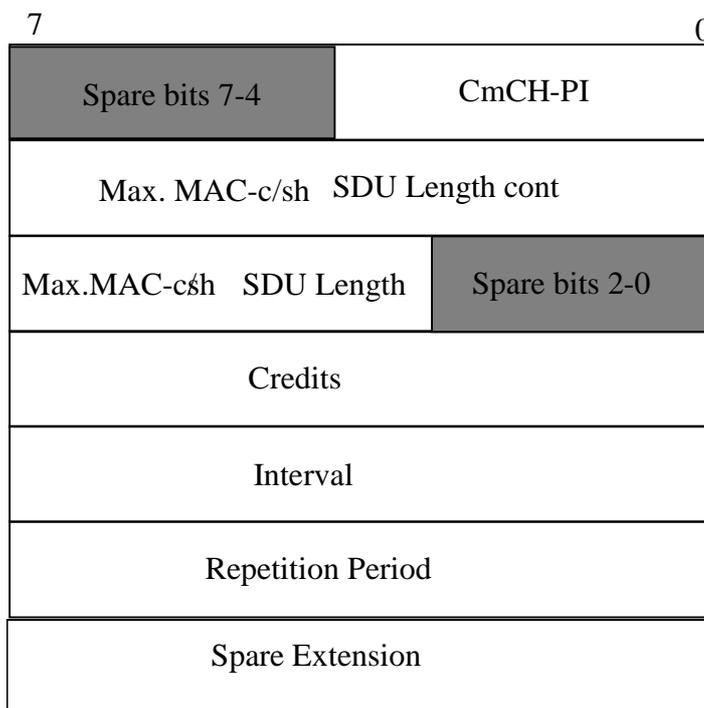 7 0
Spare bits 7-4 CmCH-PI
Max. MAC-c/sh SDU Length cont
Max.MAC-c/sh SDU Length Spare bits 2-0
Credits
Interval
Repetition Period
Spare Extension